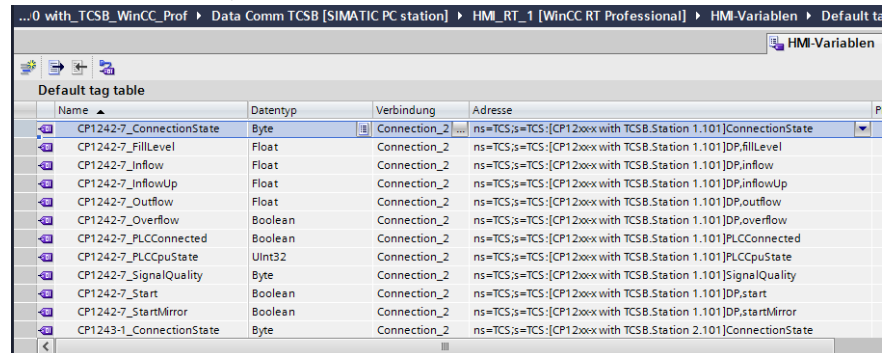 ...0 with_TCSB_WinCC_Prof ▸ Data Comm TCSB [SIMATIC PC station] ▸ HMI_RT_1 [WinCC RT Professional] ▸ HMI-Variablen ▸ Default ta
HMI-Variablen
Default tag table
Name Datentyp Verbindung Adresse P
CP1242-7_ConnectionState Byte Connection_2 ... ns=TCS;s=TCS:[CP12xx-x with TCSB.Station 1.101]ConnectionState
CP1242-7_FillLevel Float Connection_2 ns=TCS;s=TCS:[CP12xx-x with TCSB.Station 1.101]DP,fillLevel
CP1242-7_Inflow Float Connection_2 ns=TCS;s=TCS:[CP12xx-x with TCSB.Station 1.101]DP,inflow
CP1242-7_InflowUp Float Connection_2 ns=TCS;s=TCS:[CP12xx-x with TCSB.Station 1.101]DP,inflowUp
CP1242-7_Outflow Float Connection_2 ns=TCS;s=TCS:[CP12xx-x with TCSB.Station 1.101]DP,outflow
CP1242-7_Overflow Boolean Connection_2 ns=TCS;s=TCS:[CP12xx-x with TCSB.Station 1.101]DP,overflow
CP1242-7_PLCConnected Boolean Connection_2 ns=TCS;s=TCS:[CP12xx-x with TCSB.Station 1.101]PLCConnected
CP1242-7_PLCCpuState UInt32 Connection_2 ns=TCS;s=TCS:[CP12xx-x with TCSB.Station 1.101]PLCCpuState
CP1242-7_SignalQuality Byte Connection_2 ns=TCS;s=TCS:[CP12xx-x with TCSB.Station 1.101]SignalQuality
CP1242-7_Start Boolean Connection_2 ns=TCS;s=TCS:[CP12xx-x with TCSB.Station 1.101]DP,start
CP1242-7_StartMirror Boolean Connection_2 ns=TCS;s=TCS:[CP12xx-x with TCSB.Station 1.101]DP,startMirror
CP1243-1_ConnectionState Byte Connection_2 ns=TCS;s=TCS:[CP12xx-x with TCSB.Station 2.101]ConnectionState